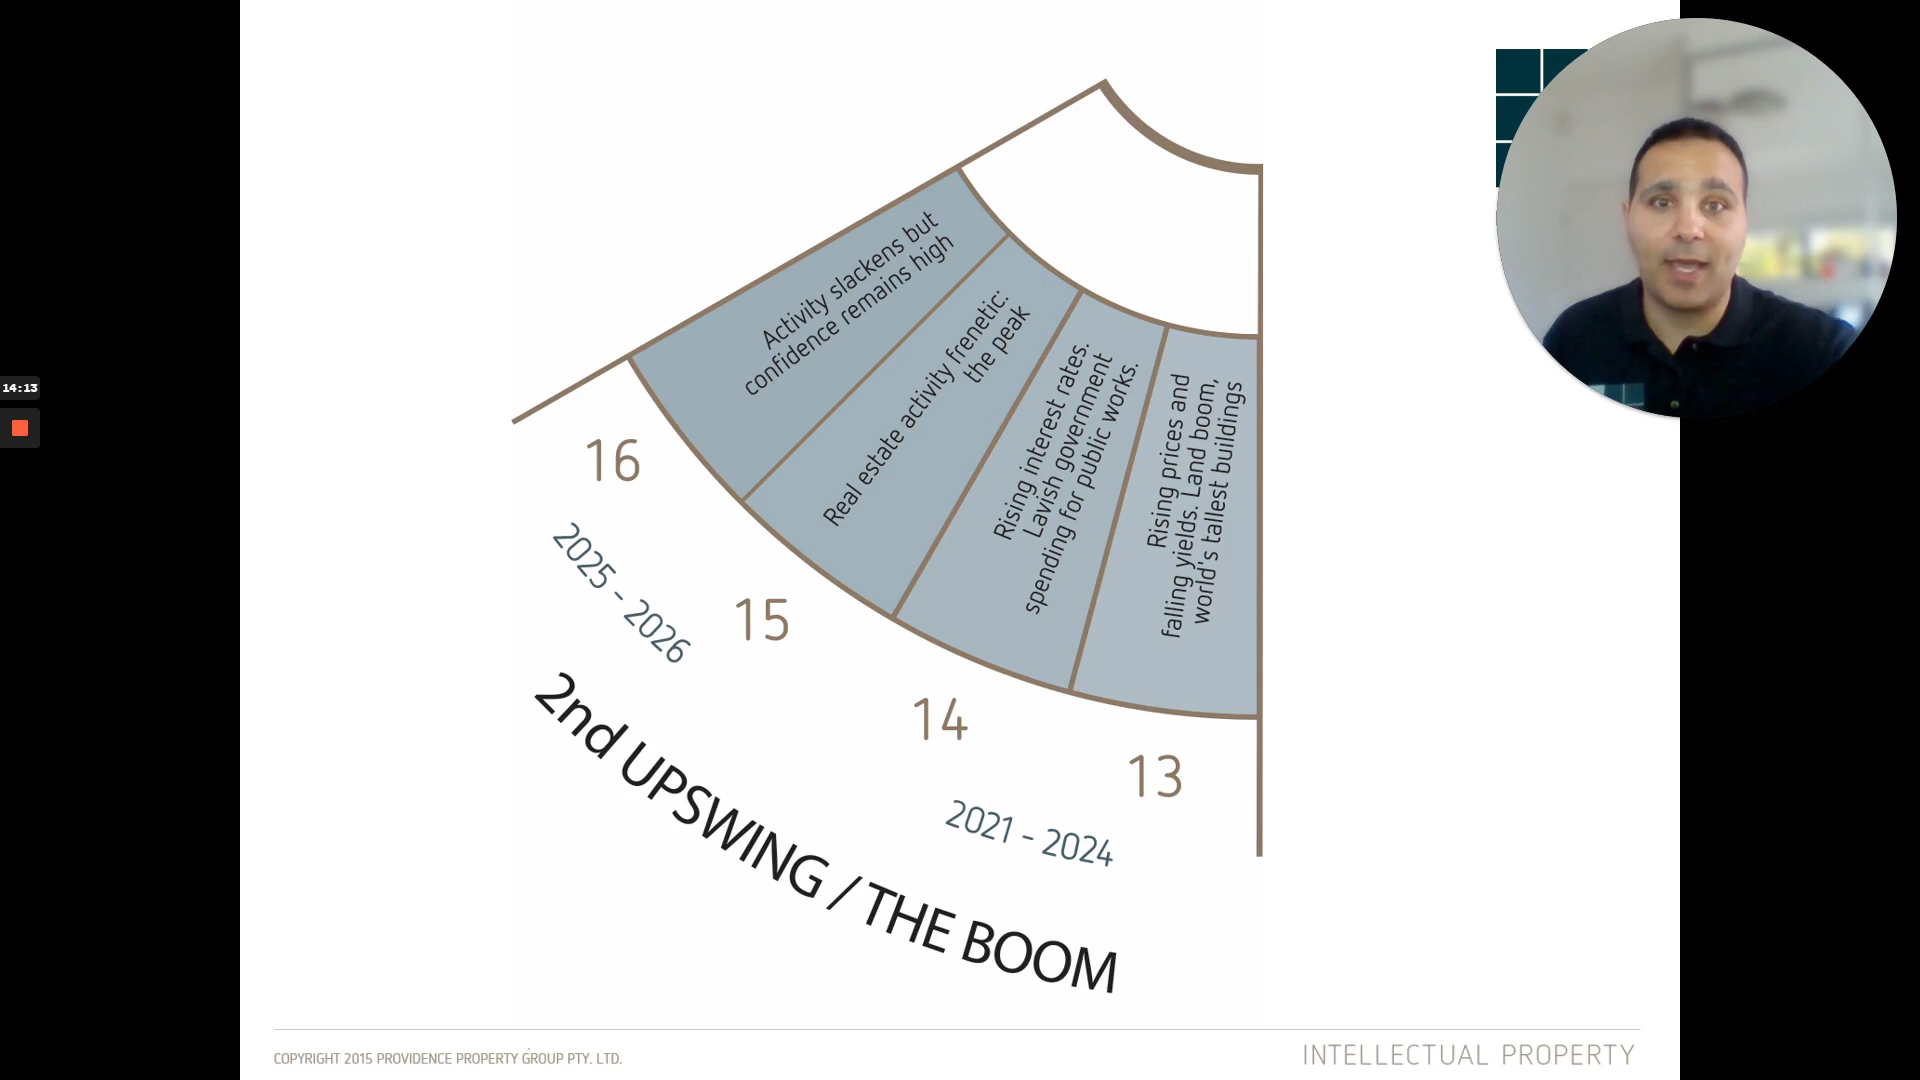 14:13
Activity slackens but
confidence remains high
Real estate activity frenetic:
the peak
Rising interest rates.
Lavish government
spending for public works.
Rising prices and
falling yields. Land boom,
world's tallest buildings
16
15
14
13
2025 - 2026
2021 - 2024
2nd UPSWING / THE BOOM
COPYRIGHT 2015 PROVIDENCE PROPERTY GROUP PTY. LTD.
INTELLECTUAL PROPERTY